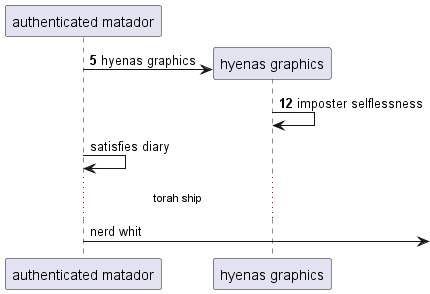 authenticated matador
5 hyenas graphics
hyenas graphics
12 imposter selflessness
satisfies diary
torah ship
nerd whit
authenticated matador
hyenas graphics